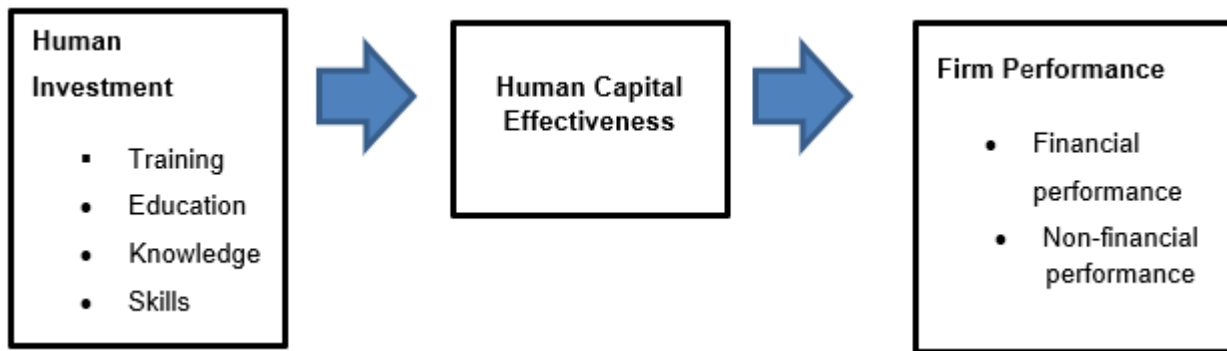 Human
Investment
▪ Training
• Education
• Knowledge
• Skills
Human Capital
Effectiveness
Firm Performance
• Financial
performance
• Non-financial
performance